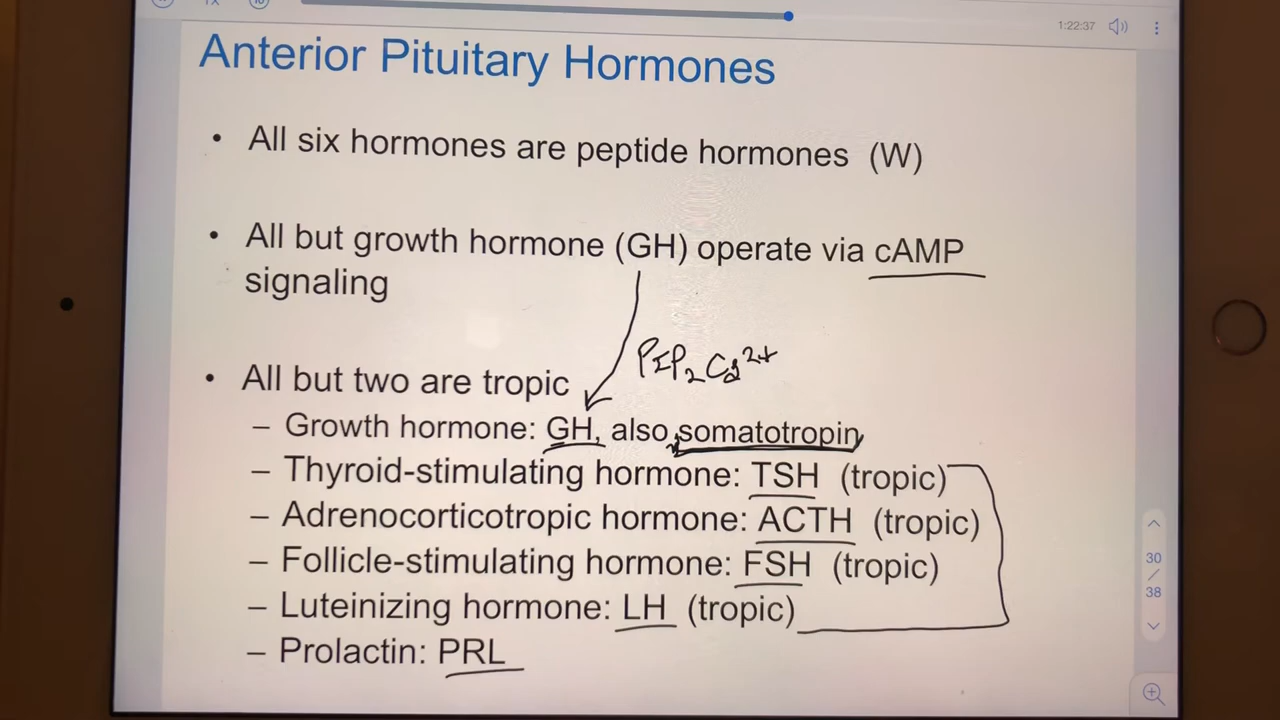 1:22:37
Anterior Pituitary Hormones
• All six hormones are peptide hormones (W)
• All but growth hormone (GH) operate via cAMP
signaling
PIP₂ Ca²⁺
• All but two are tropic
– Growth hormone: GH, also somatotropin
– Thyroid-stimulating hormone: TSH (tropic)
– Adrenocorticotropic hormone: ACTH (tropic)
– Follicle-stimulating hormone: FSH (tropic)
– Luteinizing hormone: LH (tropic)
– Prolactin: PRL
30
/
38